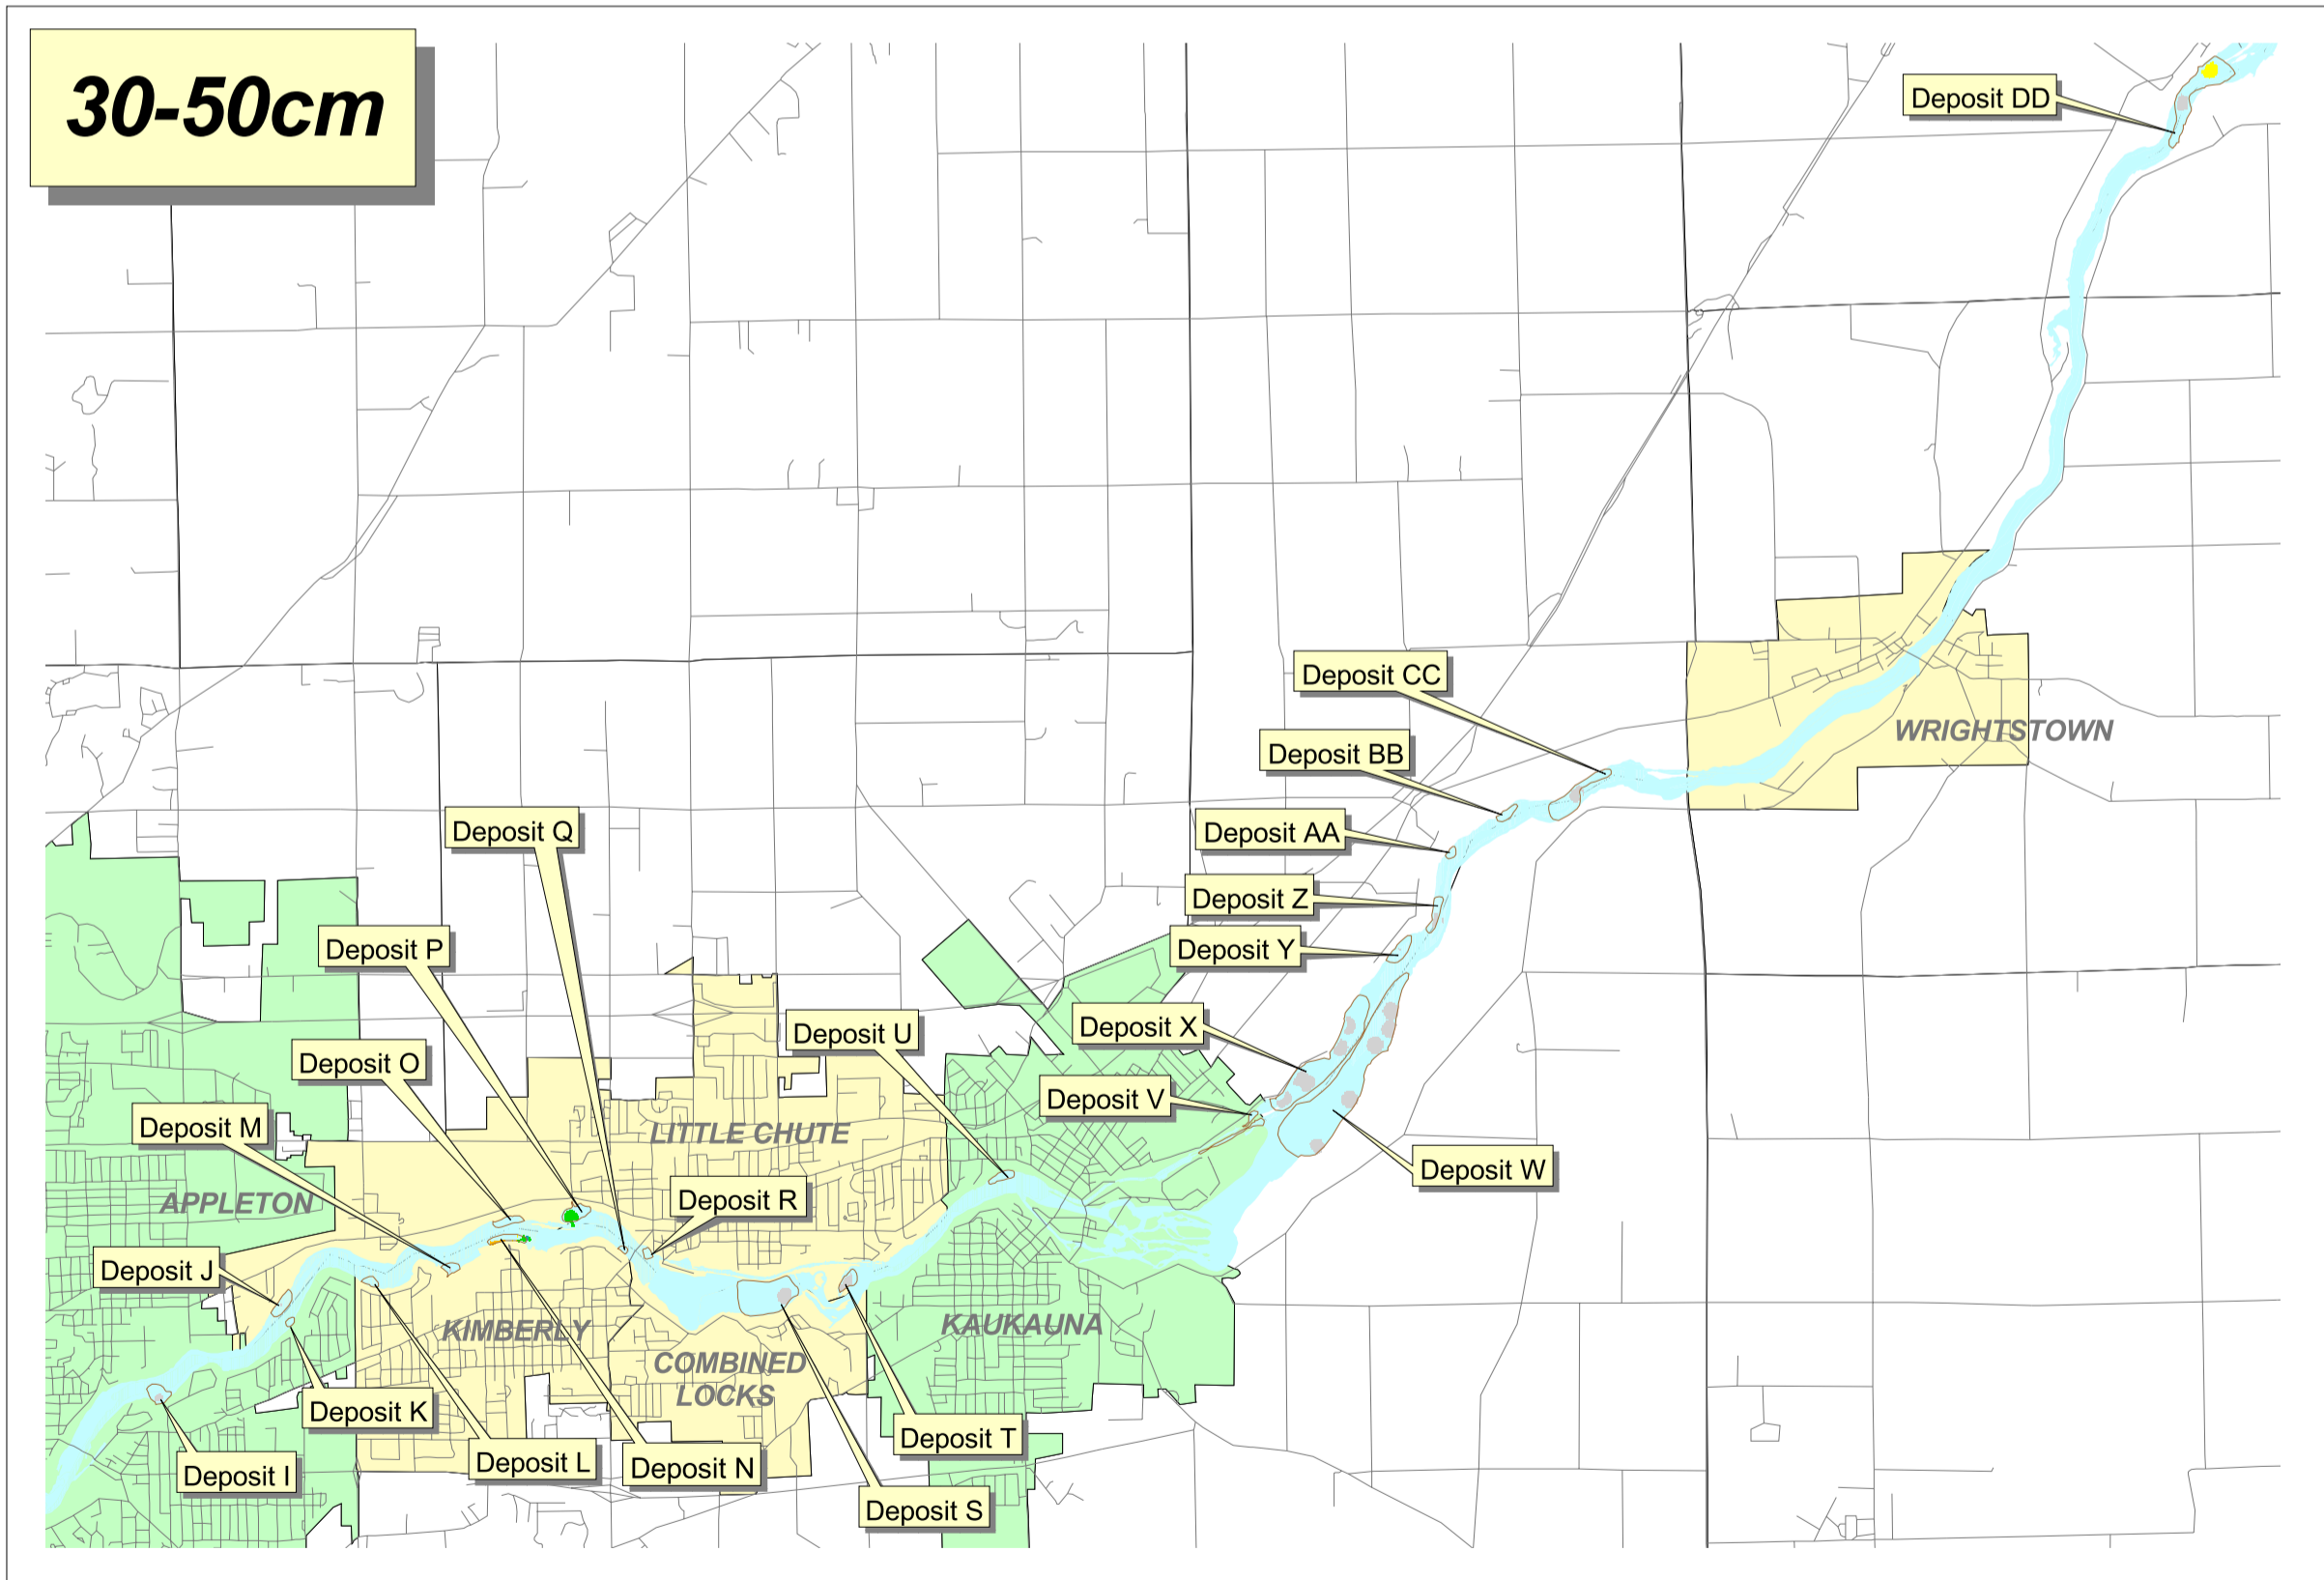 30-50cm
Deposit DD
Deposit CC
WRIGHTSTOWN
Deposit BB
Deposit Q
Deposit AA
Deposit Z
Deposit P
Deposit Y
Deposit X
Deposit U
Deposit O
Deposit V
Deposit M
LITTLE CHUTE
Deposit W
APPLETON
Deposit R
Deposit J
KIMBERLY
KAUKAUNA
COMBINED
LOCKS
Deposit K
Deposit T
Deposit L
Deposit N
Deposit I
Deposit S